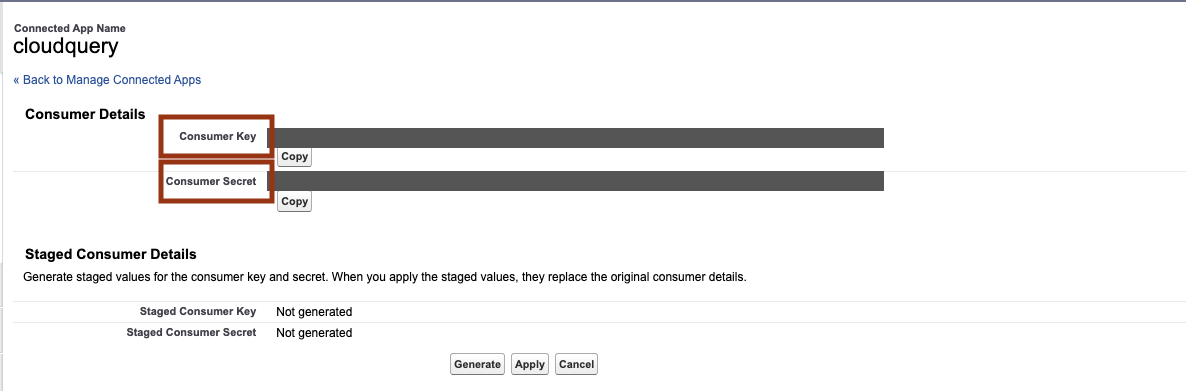 Connected App Name
cloudquery
« Back to Manage Connected Apps
Consumer Details
Consumer Key
Copy
Consumer Secret
Copy
Staged Consumer Details
Generate staged values for the consumer key and secret. When you apply the staged values, they replace the original consumer details.
Staged Consumer Key Not generated
Staged Consumer Secret Not generated
Generate Apply Cancel